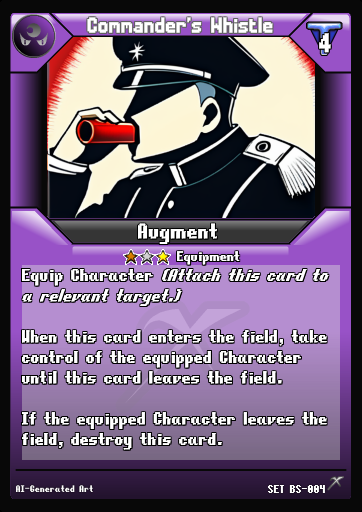 Commander's Whistle
4
Augment
Equipment
Equip Character (Attach this card to
a relevant target.)
When this card enters the field, take
control of the equipped Character
until this card leaves the field.
If the equipped Character leaves the
field, destroy this card.
AI-Generated Art
SET BS-004